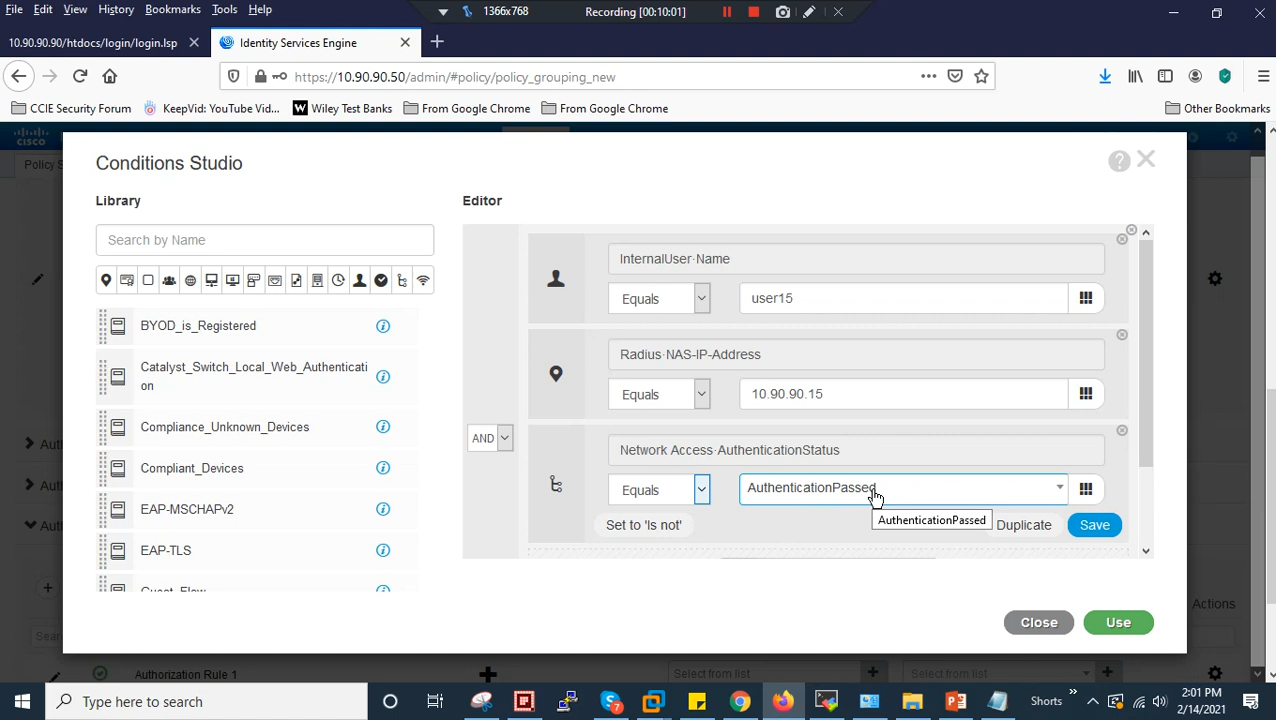 File Edit View History Bookmarks Tools Help
1366x768
Recording [00:10:01]
10.90.90.90/htdocs/login/login.lsp
Identity Services Engine
https://10.90.90.50/admin/#policy/policy_grouping_new
CCIE Security Forum
KeepVid: YouTube Vid...
Wiley Test Banks
From Google Chrome
From Google Chrome
Other Bookmarks
cisco
Policy S
Conditions Studio
Library
Editor
Search by Name
InternalUser·Name
Equals
user15
BYOD_is_Registered
Radius·NAS-IP-Address
Catalyst_Switch_Local_Web_Authenticati
on
Equals
10.90.90.15
Compliance_Unknown_Devices
AND
Network Access·AuthenticationStatus
Compliant_Devices
Equals
AuthenticationPassed
EAP-MSCHAPv2
AuthenticationPassed
Set to 'Is not'
Duplicate
Save
EAP-TLS
Guest_Flow
Actions
Close
Use
Authorization Rule 1
Select from list
Select from list
Type here to search
Shorts
2:01 PM
2/14/2021